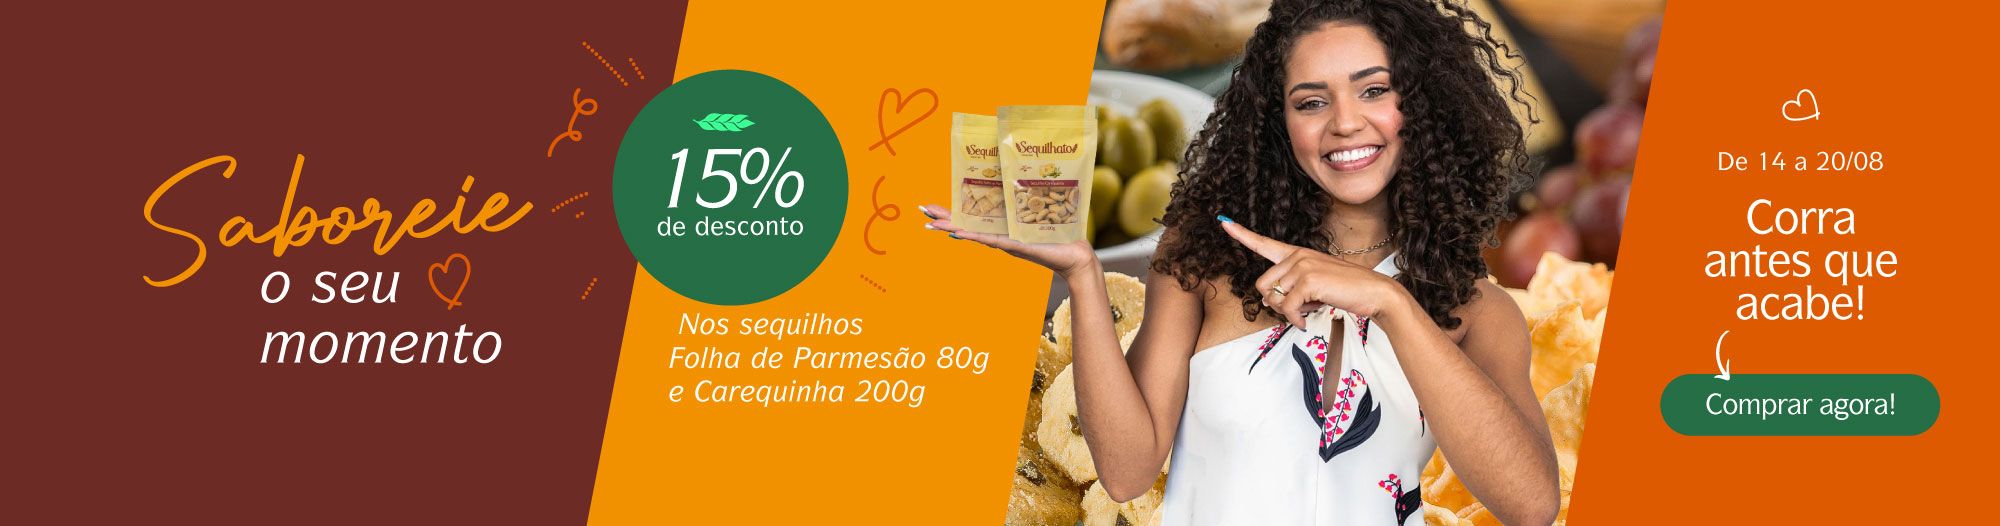 Saboreie
o seu
momento
15%
de desconto
Nos sequilhos
Folha de Parmesão 80g
e Carequinha 200g
Sequilhato
De 14 a 20/08
Corra
antes que
acabe!
Comprar agora!